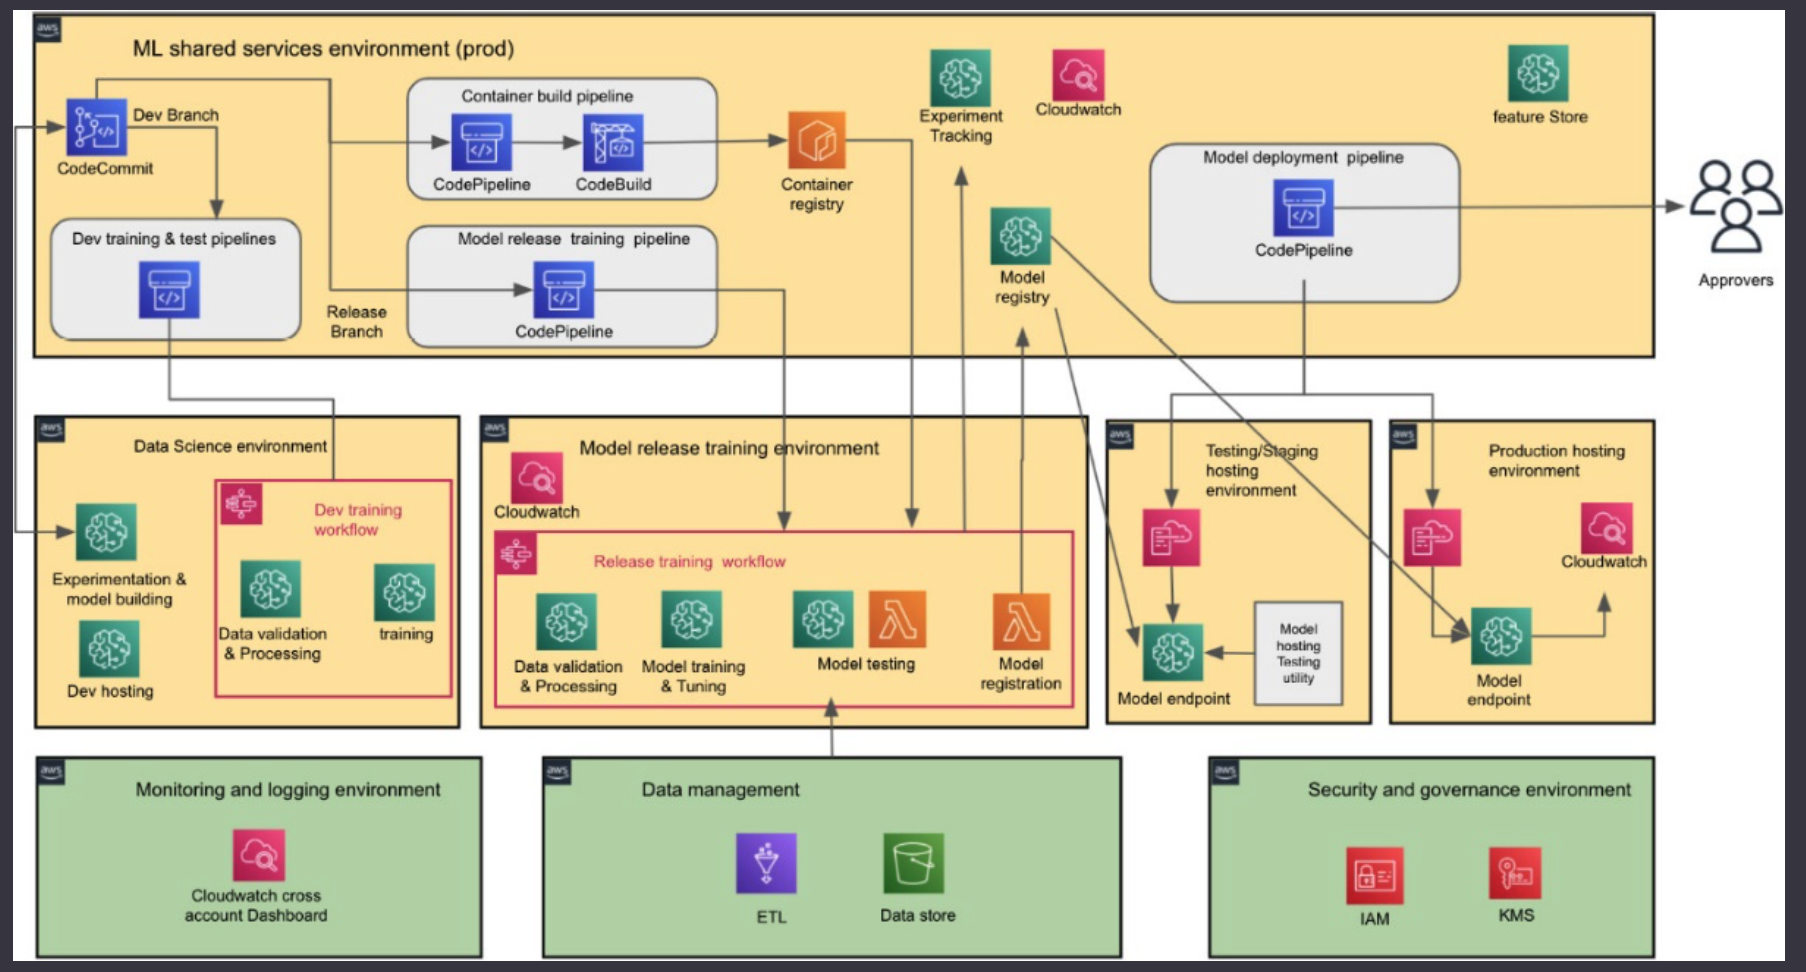 aws
ML shared services environment (prod)
Dev Branch
CodeCommit
Container build pipeline
CodePipeline
CodeBuild
Container
registry
Experiment
Tracking
Cloudwatch
feature Store
Model deployment pipeline
CodePipeline
Approvers
Dev training & test pipelines
Release
Branch
Model release training pipeline
CodePipeline
Model
registry
aws
Data Science environment
Experimentation &
model building
Dev hosting
Dev training
workflow
Data validation
& Processing
training
aws
Model release training environment
Cloudwatch
Release training workflow
Data validation
& Processing
Model training
& Tuning
Model testing
Model
registration
aws
Testing/Staging
hosting
environment
Model endpoint
Model
hosting
Testing
utility
aws
Production hosting
environment
Cloudwatch
Model
endpoint
aws
Monitoring and logging environment
Cloudwatch cross
account Dashboard
aws
Data management
ETL
Data store
aws
Security and governance environment
IAM
KMS